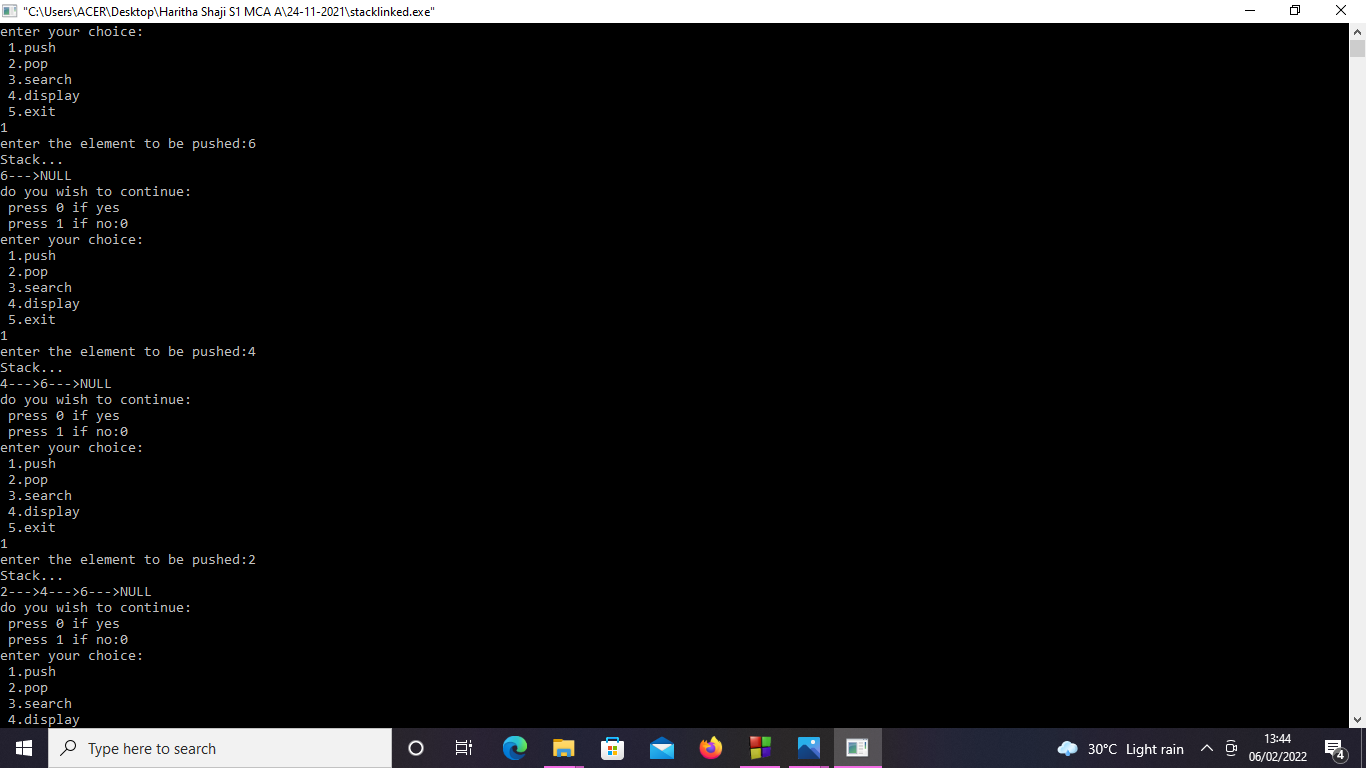 "C:\Users\ACER\Desktop\Haritha Shaji S1 MCA A\24-11-2021\stacklinked.exe"
enter your choice:
 1.push
 2.pop
 3.search
 4.display
 5.exit
1
enter the element to be pushed:6
Stack...
6--->NULL
do you wish to continue:
 press 0 if yes
 press 1 if no:0
enter your choice:
 1.push
 2.pop
 3.search
 4.display
 5.exit
1
enter the element to be pushed:4
Stack...
4--->6--->NULL
do you wish to continue:
 press 0 if yes
 press 1 if no:0
enter your choice:
 1.push
 2.pop
 3.search
 4.display
 5.exit
1
enter the element to be pushed:2
Stack...
2--->4--->6--->NULL
do you wish to continue:
 press 0 if yes
 press 1 if no:0
enter your choice:
 1.push
 2.pop
 3.search
 4.display
Type here to search
30°C Light rain
13:44
06/02/2022
4